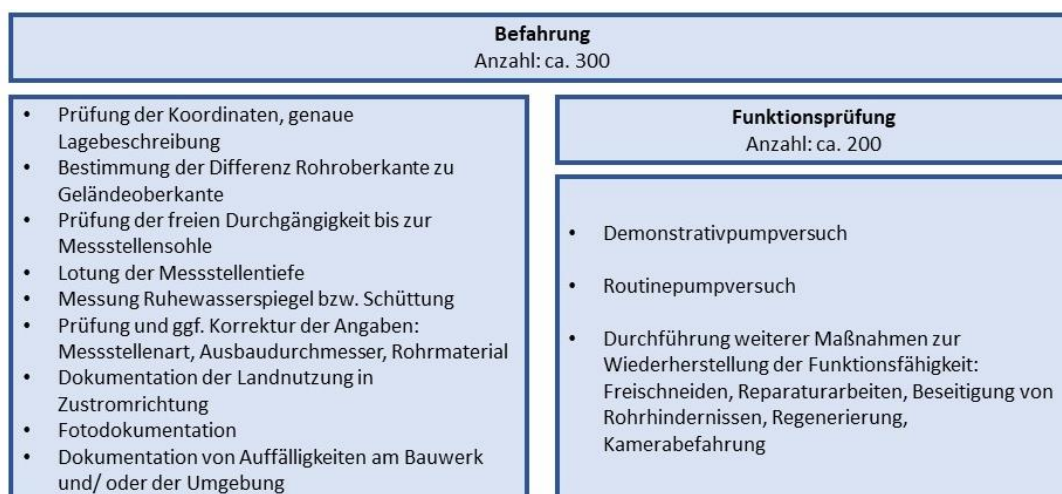 Befahrung
Anzahl: ca. 300
• Prüfung der Koordinaten, genaue
Lagebeschreibung
• Bestimmung der Differenz Rohroberkante zu
Geländeoberkante
• Prüfung der freien Durchgängigkeit bis zur
Messstellensohle
• Lotung der Messstellentiefe
• Messung Ruhewasserspiegel bzw. Schüttung
• Prüfung und ggf. Korrektur der Angaben:
Messstellenart, Ausbaudurchmesser, Rohrmaterial
• Dokumentation der Landnutzung in
Zustromrichtung
• Fotodokumentation
• Dokumentation von Auffälligkeiten am Bauwerk
und/ oder der Umgebung
Funktionsprüfung
Anzahl: ca. 200
• Demonstrativpumpversuch
• Routinepumpversuch
• Durchführung weiterer Maßnahmen zur
Wiederherstellung der Funktionsfähigkeit:
Freischneiden, Reparaturarbeiten, Beseitigung von
Rohrhindernissen, Regenerierung,
Kamerabefahrung